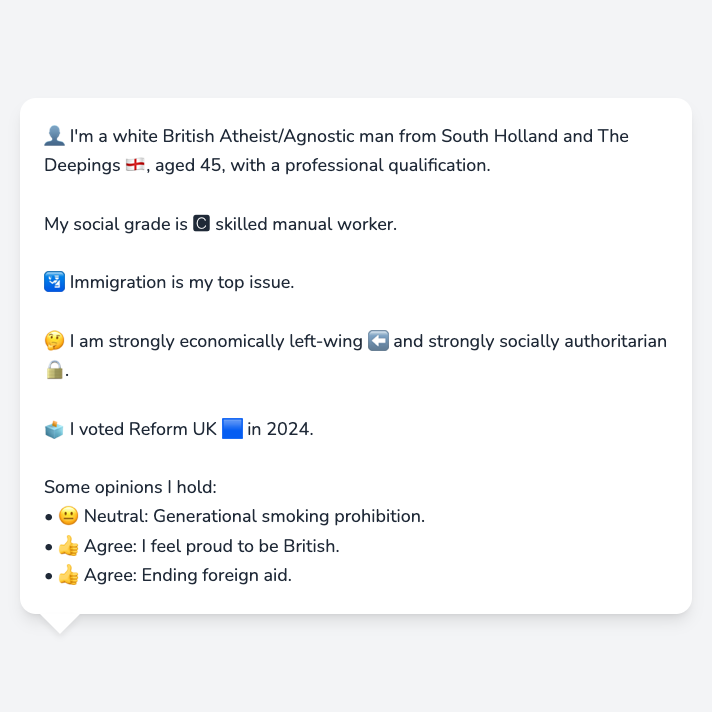 👤 I'm a white British Atheist/Agnostic man from South Holland and The
Deepings 🏴󠁧󠁢󠁥󠁮󠁧󠁿, aged 45, with a professional qualification.
My social grade is 🅲 skilled manual worker.
🛂 Immigration is my top issue.
🤔 I am strongly economically left-wing ⬅️ and strongly socially authoritarian
🔒.
🗳️ I voted Reform UK 🟦 in 2024.
Some opinions I hold:
• 😐 Neutral: Generational smoking prohibition.
• 👍 Agree: I feel proud to be British.
• 👍 Agree: Ending foreign aid.